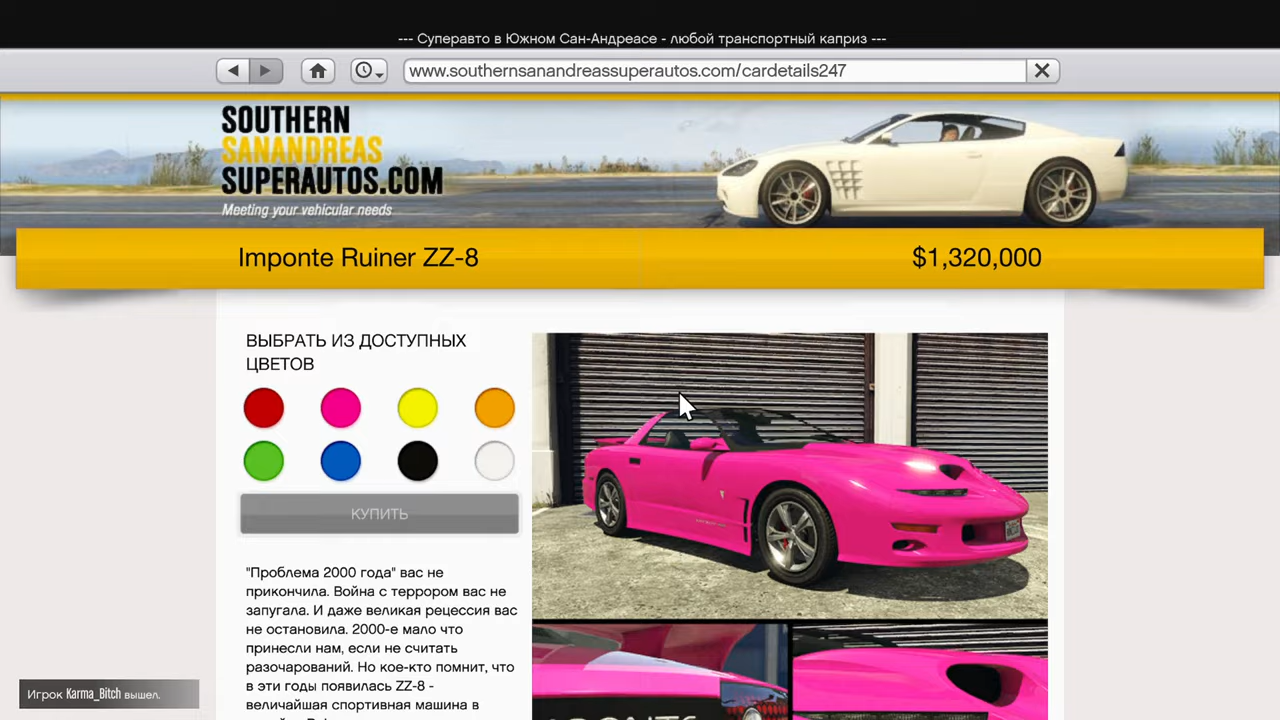 --- Суперавто в Южном Сан-Андреасе - любой транспортный каприз ---
www.southernsanandreassuperautos.com/cardetails247
SOUTHERN
SANANDREAS
SUPERAUTOS.COM
Meeting your vehicular needs
Imponte Ruiner ZZ-8
$1,320,000
ВЫБРАТЬ ИЗ ДОСТУПНЫХ
ЦВЕТОВ
КУПИТЬ
"Проблема 2000 года" вас не
прикончила. Война с террором вас не
запугала. И даже великая рецессия вас
не остановила. 2000-е мало что
принесли нам, если не считать
разочарований. Но кое-кто помнит, что
в эти годы появилась ZZ-8 -
величайшая спортивная машина в
Игрок Karma_Bitch вышел.